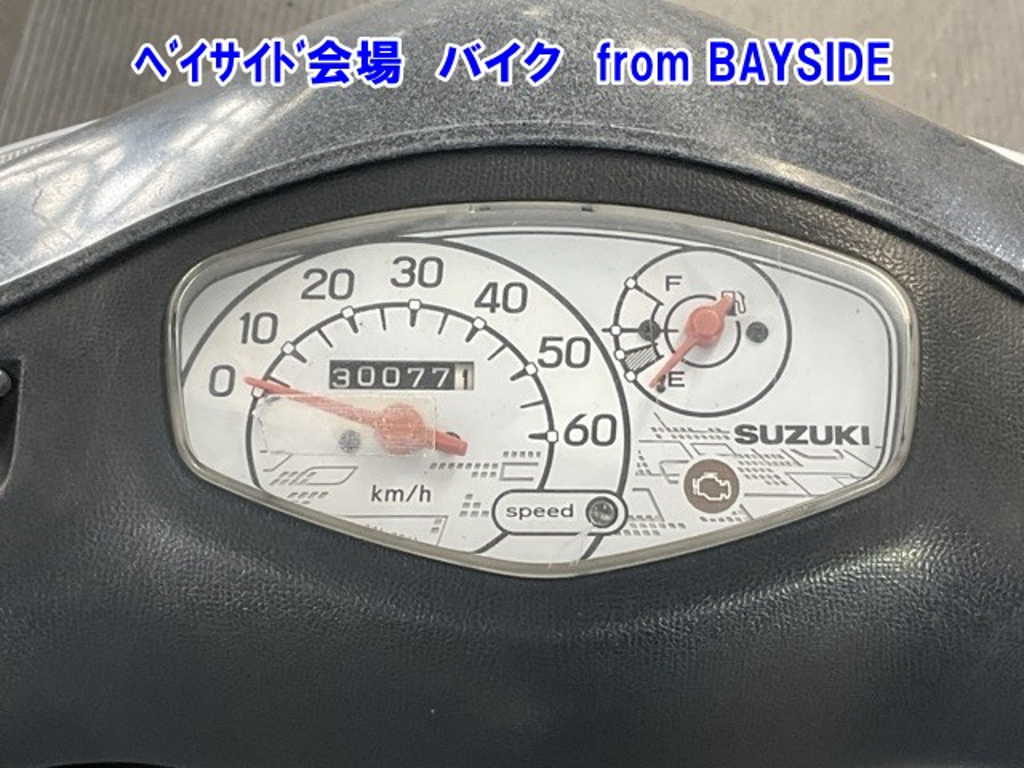 ﾍﾞｲｻｲﾄﾞ会場　バイク　from BAYSIDE
0 10 20 30 40 50 60
300771
km/h
speed
F
E
SUZUKI